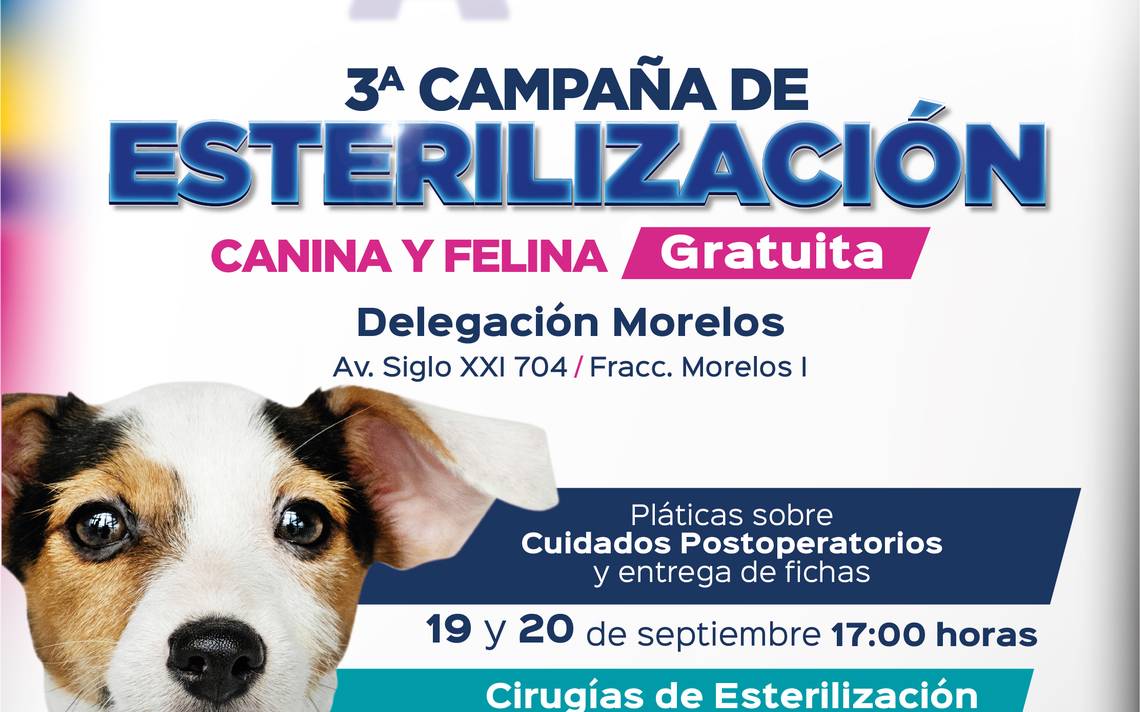 3ᴬ CAMPAÑA DE
ESTERILIZACIÓN
CANINA Y FELINA Gratuita
Delegación Morelos
Av. Siglo XXI 704 / Fracc. Morelos I
Pláticas sobre
Cuidados Postoperatorios
y entrega de fichas
19 y 20 de septiembre 17:00 horas
Cirugías de Esterilización